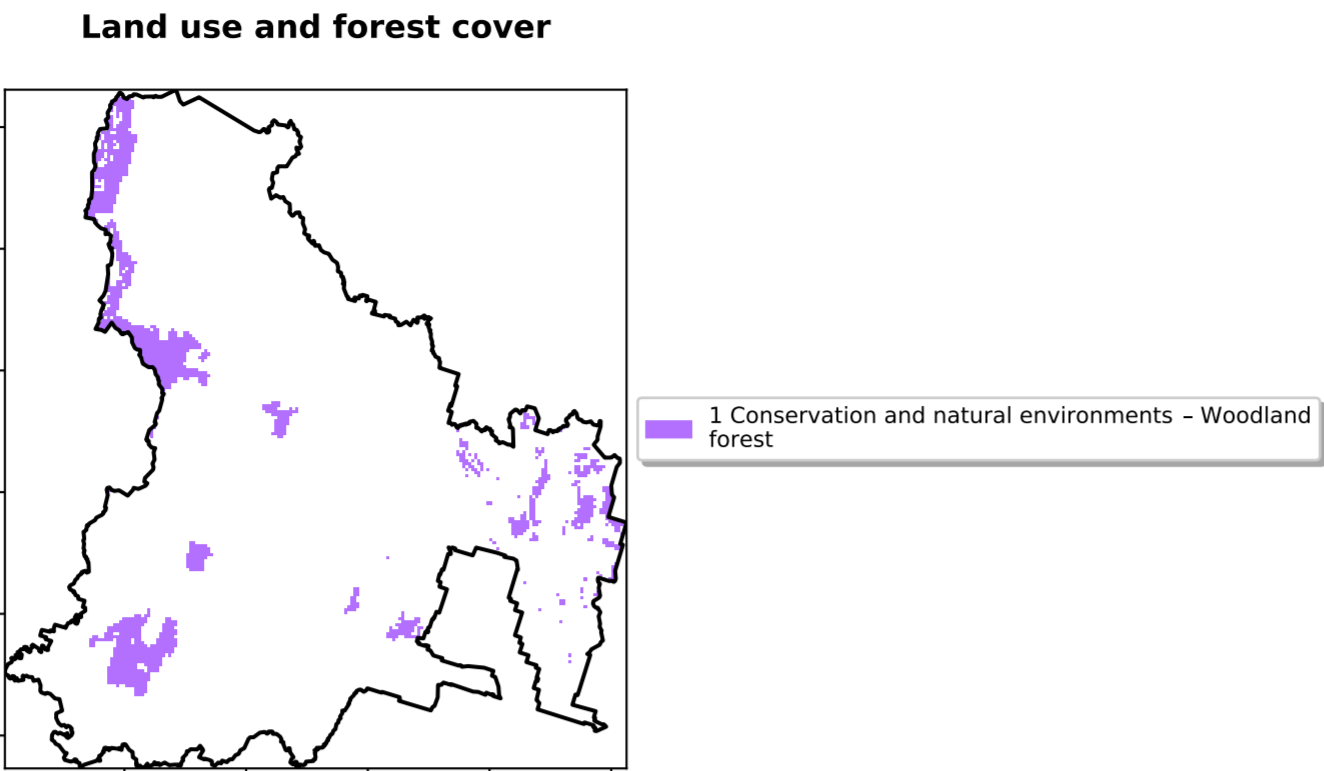 Land use and forest cover
1 Conservation and natural environments – Woodland
forest